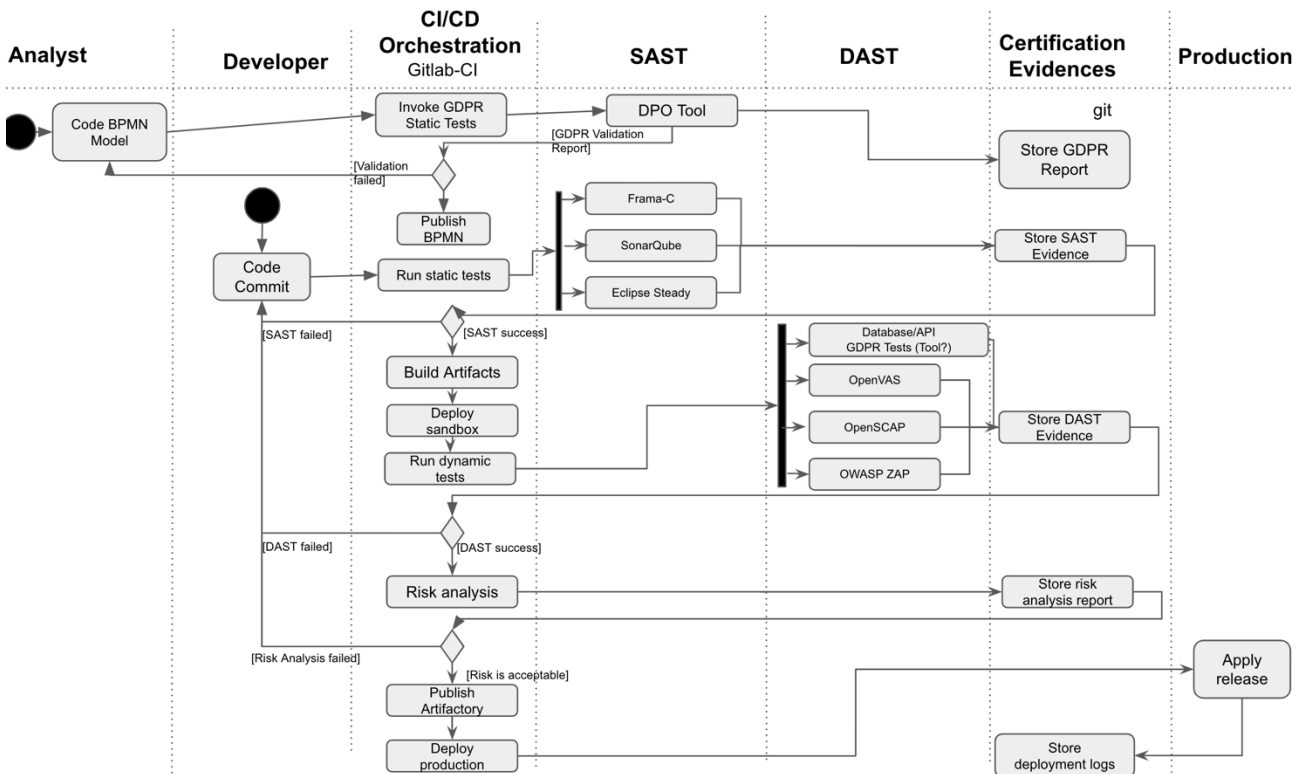 Analyst
Developer
CI/CD
Orchestration
Gitlab-CI
SAST
DAST
Certification
Evidences
Production
git
Code BPMN
Model
Invoke GDPR
Static Tests
DPO Tool
[GDPR Validation
Report]
Store GDPR
Report
[Validation
failed]
Publish
BPMN
Frama-C
SonarQube
Eclipse Steady
Store SAST
Evidence
Code
Commit
Run static tests
[SAST failed]
[SAST success]
Build Artifacts
Deploy
sandbox
Run dynamic
tests
Database/API
GDPR Tests (Tool?)
OpenVAS
OpenSCAP
OWASP ZAP
Store DAST
Evidence
[DAST failed]
[DAST success]
Risk analysis
Store risk
analysis report
[Risk Analysis failed]
[Risk is acceptable]
Publish
Artifactory
Deploy
production
Apply
release
Store
deployment logs